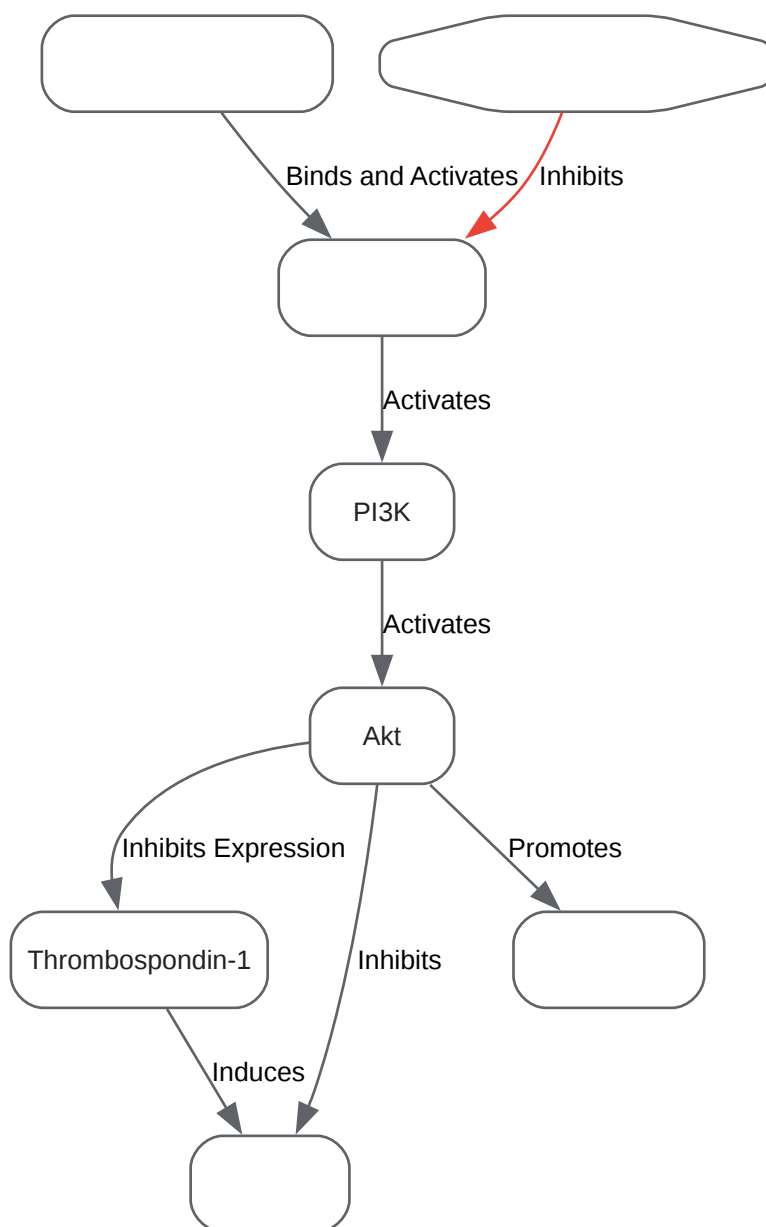 Binds and Activates
Inhibits
Activates
PI3K
Activates
Akt
Inhibits Expression
Promotes
Thrombospondin-1
Inhibits
Induces